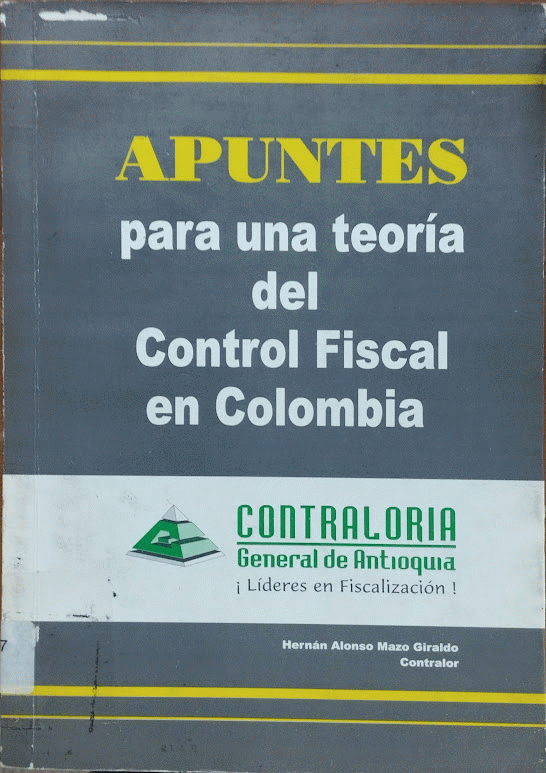 APUNTES
para una teoría
del
Control Fiscal
en Colombia
CONTRALORIA
General de Antioquia
¡ Líderes en Fiscalización !
Hernán Alonso Mazo Giraldo
Contralor
7